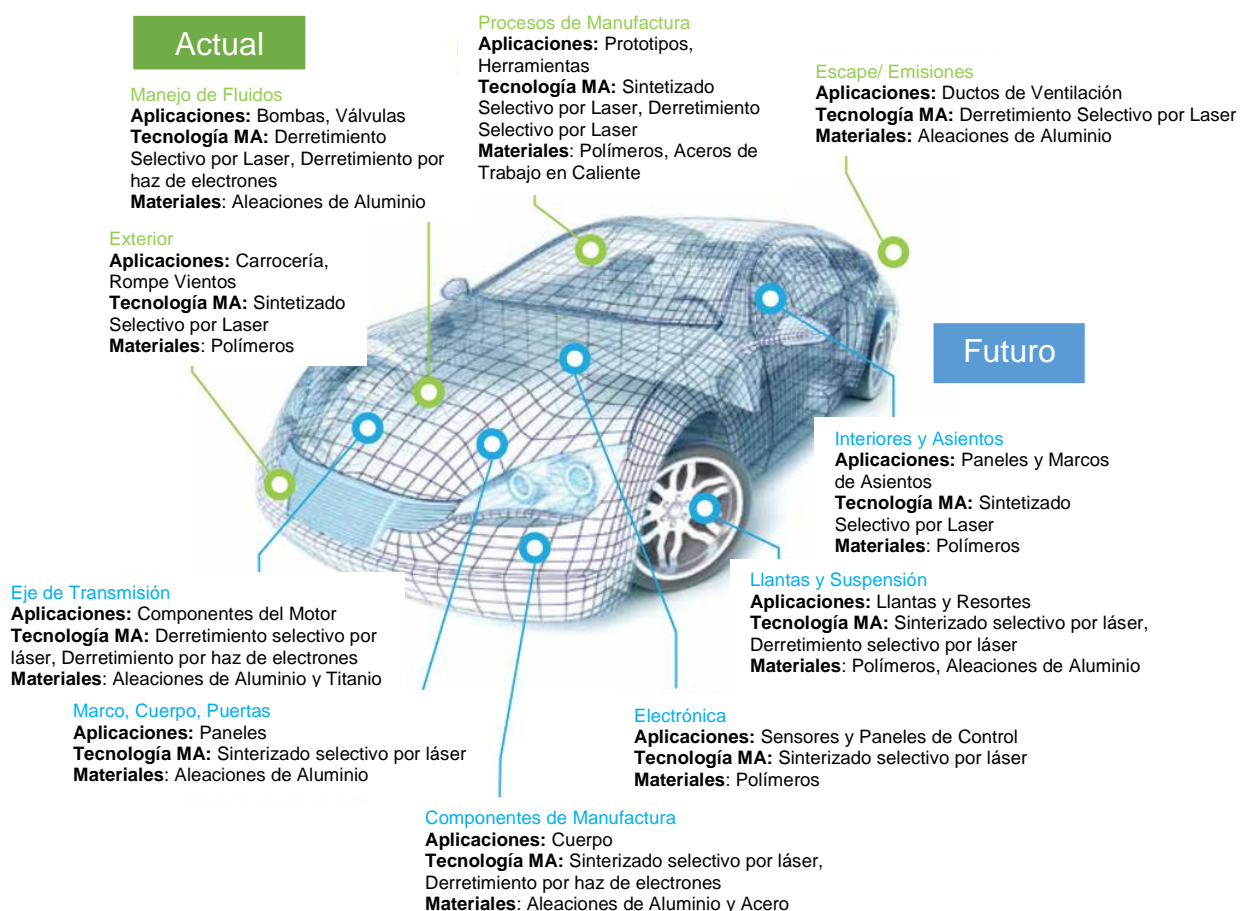 Actual
Manejo de Fluidos
Aplicaciones: Bombas, Válvulas
Tecnología MA: Derretimiento
Selectivo por Laser, Derretimiento por
haz de electrones
Materiales: Aleaciones de Aluminio
Exterior
Aplicaciones: Carrocería,
Rompe Vientos
Tecnología MA: Sintetizado
Selectivo por Laser
Materiales: Polímeros
Procesos de Manufactura
Aplicaciones: Prototipos,
Herramientas
Tecnología MA: Sintetizado
Selectivo por Laser, Derretimiento
Selectivo por Laser
Materiales: Polímeros, Aceros de
Trabajo en Caliente
Escape/ Emisiones
Aplicaciones: Ductos de Ventilación
Tecnología MA: Derretimiento Selectivo por Laser
Materiales: Aleaciones de Aluminio
Futuro
Interiores y Asientos
Aplicaciones: Paneles y Marcos
de Asientos
Tecnología MA: Sintetizado
Selectivo por Laser
Materiales: Polímeros
Eje de Transmisión
Aplicaciones: Componentes del Motor
Tecnología MA: Derretimiento selectivo por
láser, Derretimiento por haz de electrones
Materiales: Aleaciones de Aluminio y Titanio
Llantas y Suspensión
Aplicaciones: Llantas y Resortes
Tecnología MA: Sinterizado selectivo por láser,
Derretimiento selectivo por láser
Materiales: Polímeros, Aleaciones de Aluminio
Marco, Cuerpo, Puertas
Aplicaciones: Paneles
Tecnología MA: Sinterizado selectivo por láser
Materiales: Aleaciones de Aluminio
Electrónica
Aplicaciones: Sensores y Paneles de Control
Tecnología MA: Sinterizado selectivo por láser
Materiales: Polímeros
Componentes de Manufactura
Aplicaciones: Cuerpo
Tecnología MA: Sinterizado selectivo por láser,
Derretimiento por haz de electrones
Materiales: Aleaciones de Aluminio y Acero